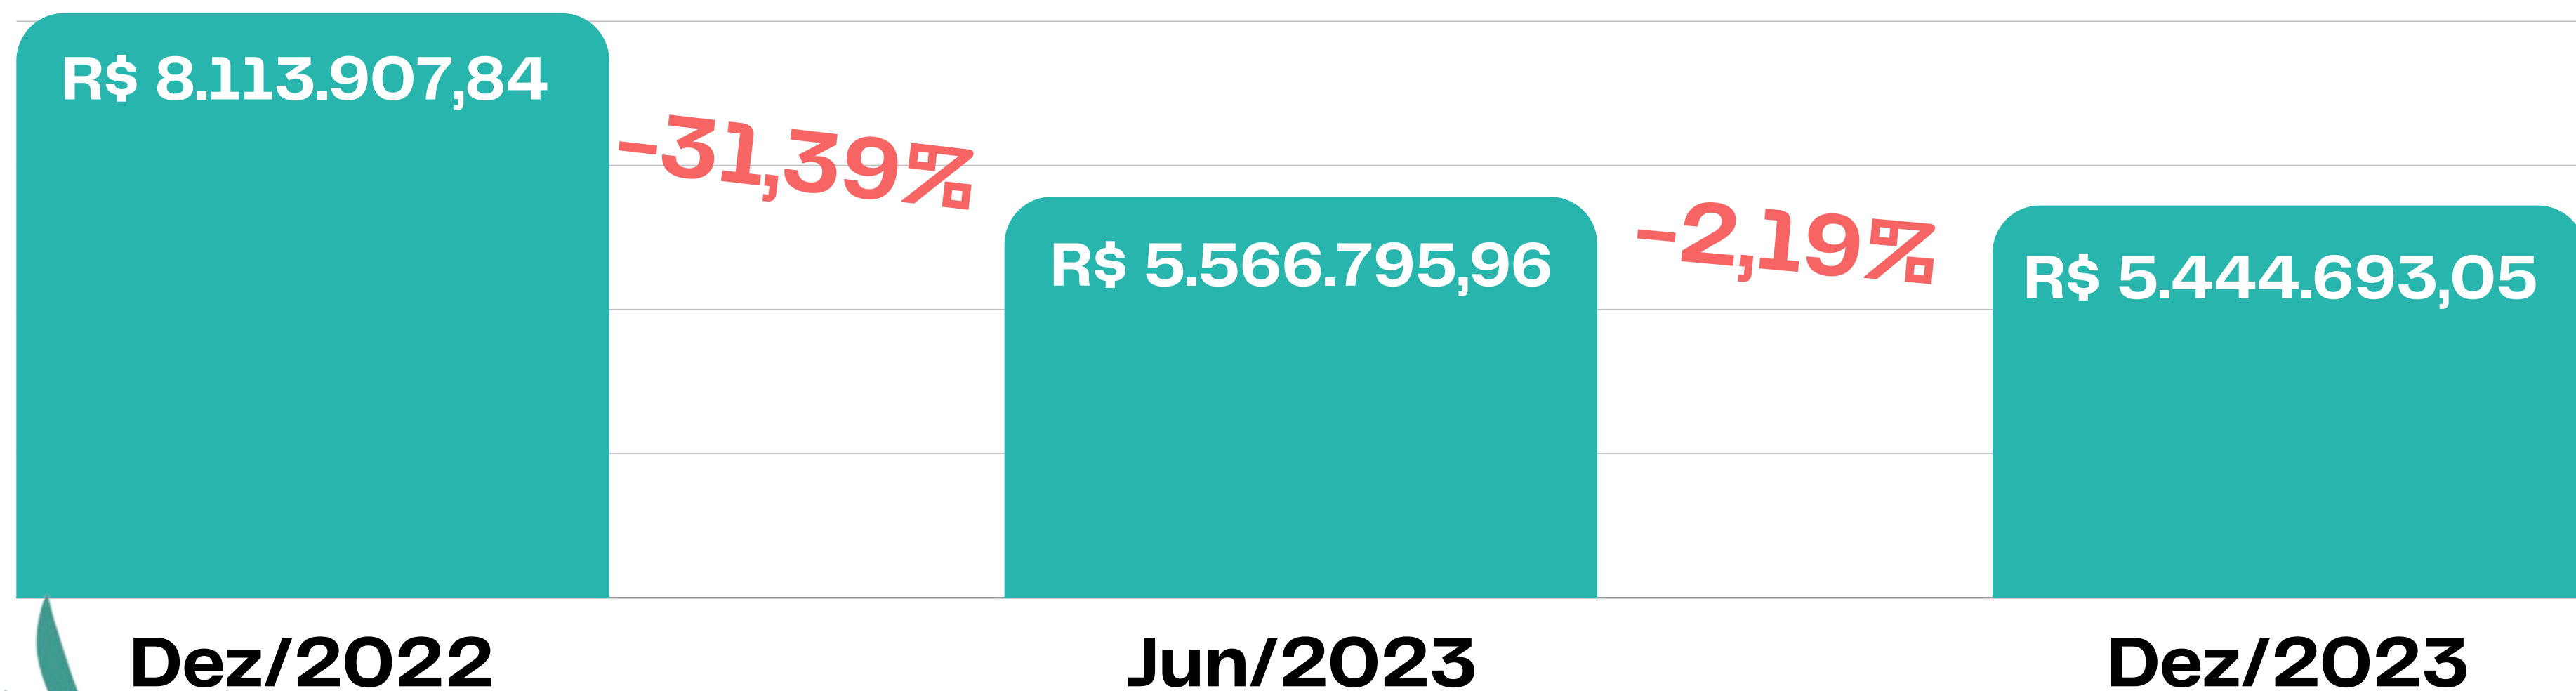 R$ 8.113.907,84
-31,39%
R$ 5.566.795,96
-2,19%
R$ 5.444.693,05
Dez/2022
Jun/2023
Dez/2023